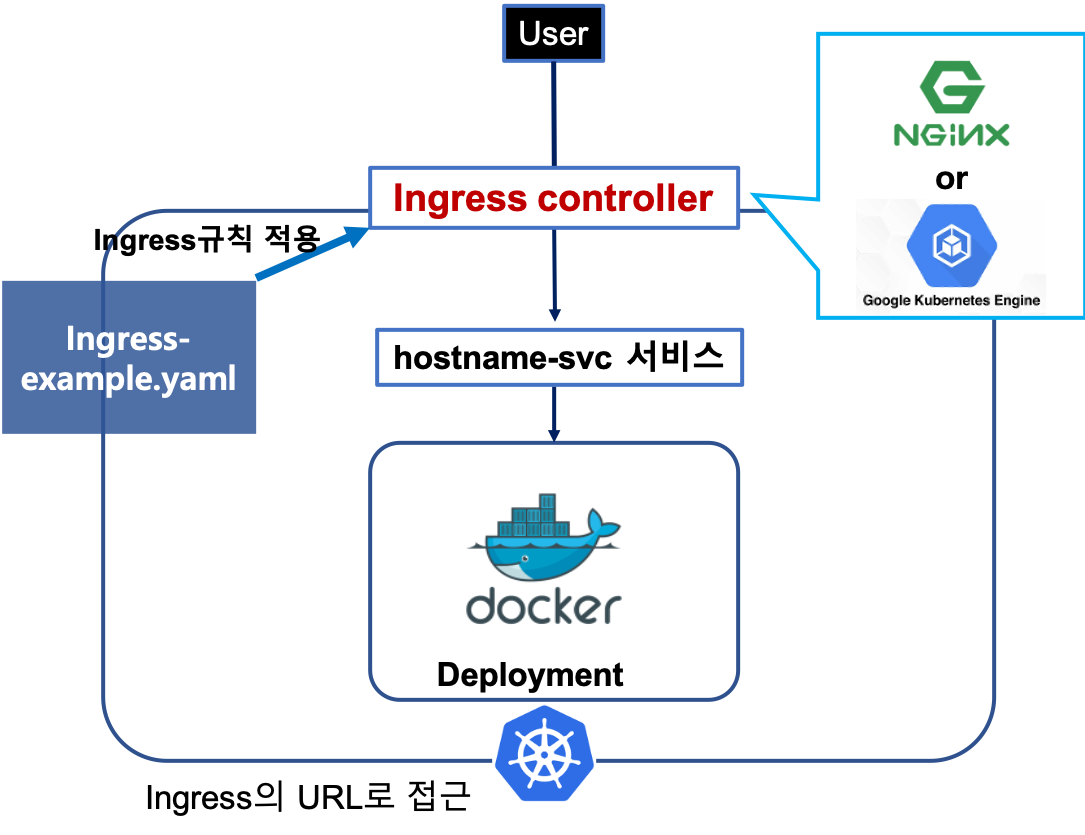 User
NGiNX
or
Google Kubernetes Engine
Ingress controller
Ingress규칙 적용
Ingress-
example.yaml
hostname-svc 서비스
docker
Deployment
Ingress의 URL로 접근